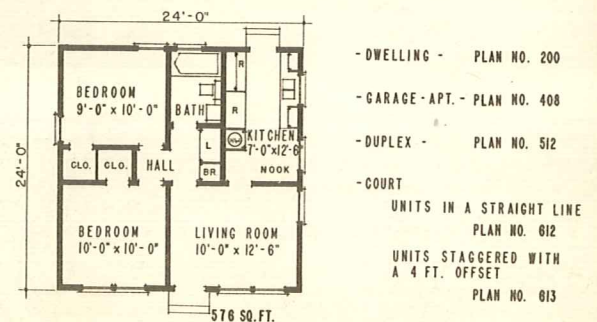 24'-0"
24'-0"
BEDROOM
9'-0" x 10'-0"
BATH
R
R
KITCHEN
7'-0"x12'-6"
NOOK
L
BR.
CLO.
CLO.
HALL
BEDROOM
10'-0" x 10'-0"
LIVING ROOM
10'-0" x 12'-6"
576 SQ.FT.
-DWELLING - PLAN NO. 200
-GARAGE-APT.- PLAN NO. 408
-DUPLEX - PLAN NO. 512
-COURT
UNITS IN A STRAIGHT LINE
PLAN NO. 612
UNITS STAGGERED WITH
A 4 FT. OFFSET
PLAN NO. 613